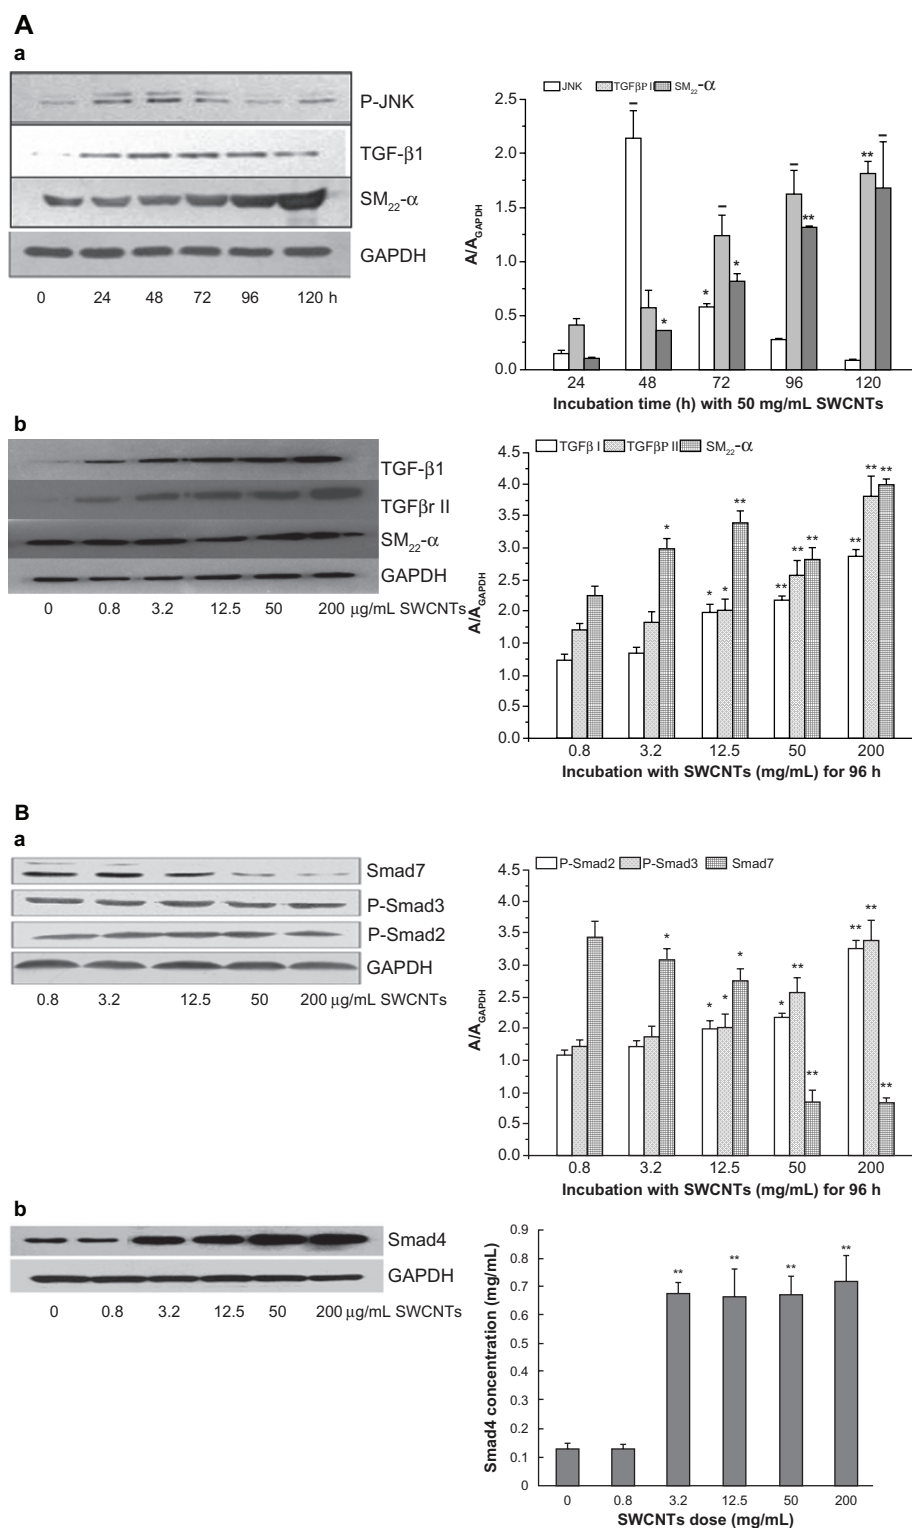 A
a
P-JNK
TGF-β1
SM22-α
GAPDH
0 24 48 72 96 120 h
JNK TGFβP II SM22-α
A/A GAPDH
2.5
2.0
1.5
1.0
0.5
0.0
– * – * – ** ** –
*
24 48 72 96 120
Incubation time (h) with 50 mg/mL SWCNTs
b
TGF-β1
TGFβr II
SM22-α
GAPDH
0 0.8 3.2 12.5 50 200 μg/mL SWCNTs
TGFβ I TGFβP II SM22-α
A/A GAPDH
4.5
4.0
3.5
3.0
2.5
2.0
1.0
1.0
0.5
0.0
* * * ** ** ** ** ** ** **
0.8 3.2 12.5 50 200
Incubation with SWCNTs (mg/mL) for 96 h
B
a
Smad7
P-Smad3
P-Smad2
GAPDH
0.8 3.2 12.5 50 200 μg/mL SWCNTs
P-Smad2 P-Smad3 Smad7
A/A GAPDH
4.5
4.0
3.5
3.0
2.5
2.0
1.0
1.0
0.5
0.0
* * * * * ** ** ** ** **
0.8 3.2 12.5 50 200
Incubation with SWCNTs (mg/mL) for 96 h
b
Smad4
GAPDH
0 0.8 3.2 12.5 50 200 μg/mL SWCNTs
Smad4 concentration (mg/mL)
0.9
0.8
0.7
0.6
0.5
0.4
0.3
0.2
0.1
0
** ** ** **
0 0.8 3.2 12.5 50 200
SWCNTs dose (mg/mL)